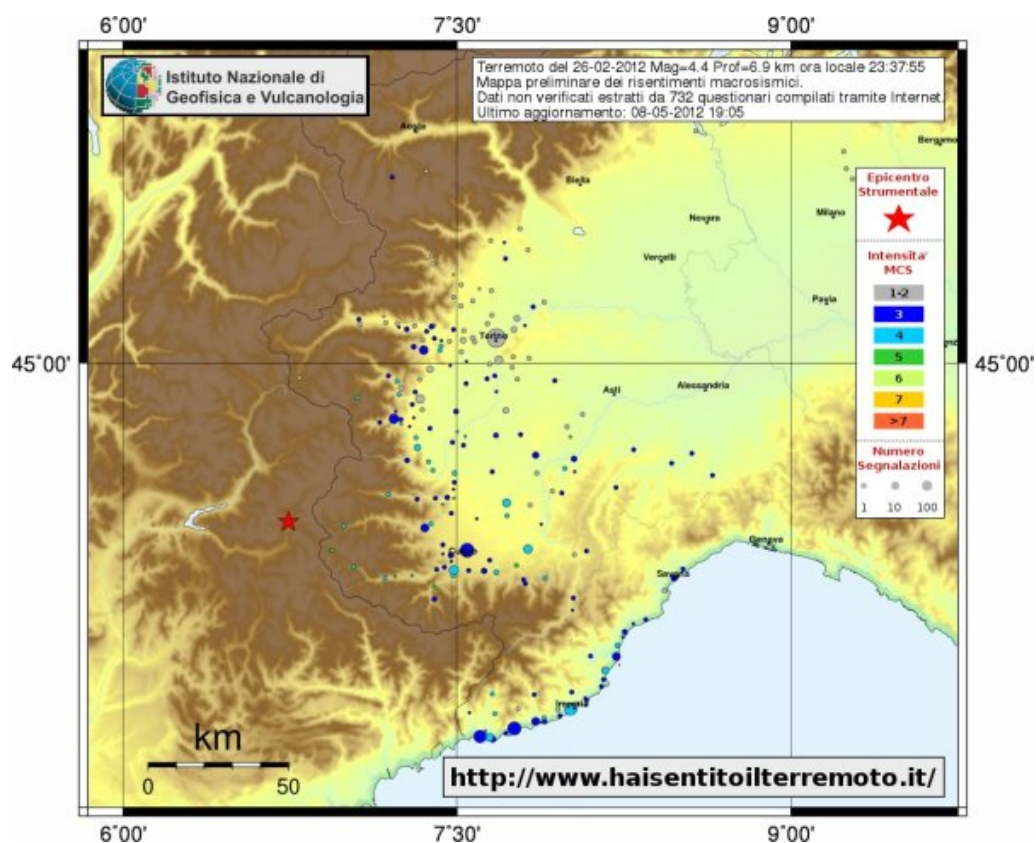 6°00' 7°30' 9°00'
Istituto Nazionale di
Geofisica e Vulcanologia
Terremoto del 26-02-2012 Mag=4.4 Prof=6.9 km ora locale 23:37:55
Mappa preliminare dei risentimenti macrosismici.
Dati non verificati estratti da 732 questionari compilati tramite Internet.
Ultimo aggiornamento: 08-05-2012 19:05
Aosta
Bergamo
Biella
Epicentro
Strumentale
Novara
Milano
Vercelli
Intensita'
MCS
1-2
3
4
5
6
7
>7
Pavia
Torino
45°00' 45°00'
Asti
Alessandria
Numero
Segnalazioni
1 10 100
Genova
Savona
Imperia
km
0 50
http://www.haisentitoilterremoto.it/
6°00' 7°30' 9°00'